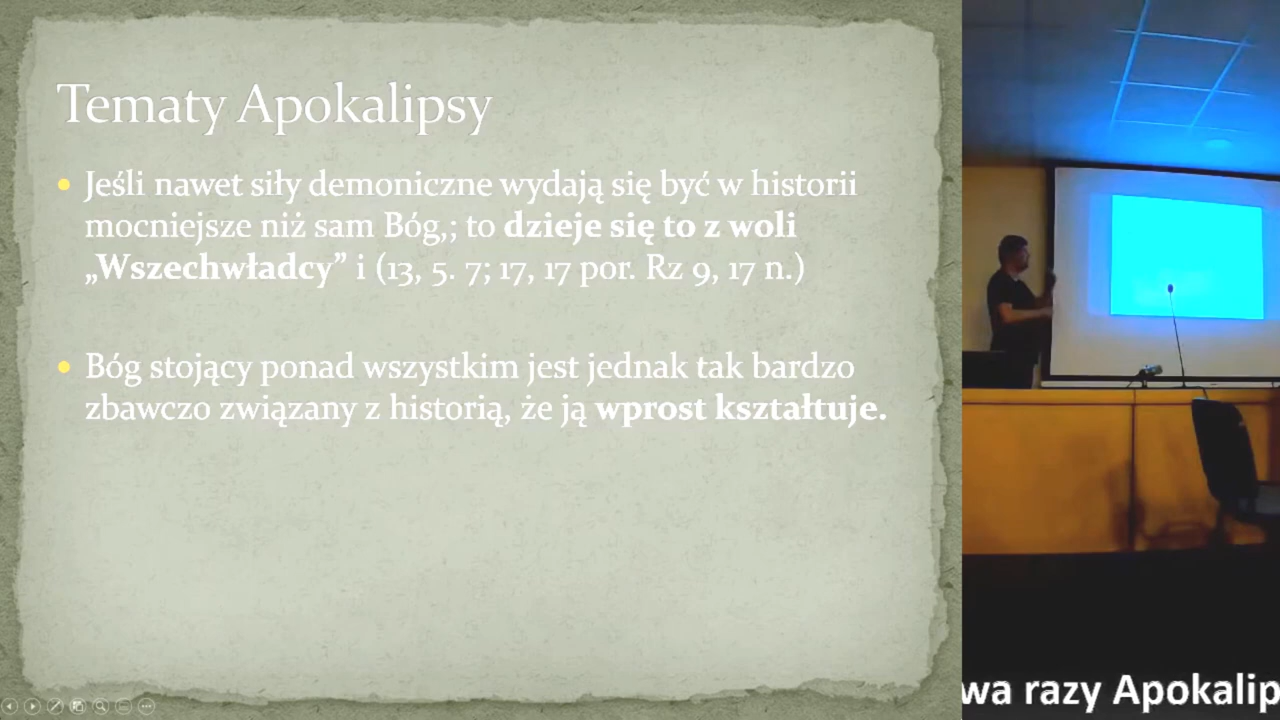 Tematy Apokalipsy
Jeśli nawet siły demoniczne wydają się być w historii
mocniejsze niż sam Bóg,; to dzieje się to z woli
„Wszechwładcy” i (13, 5. 7; 17, 17 por. Rz 9, 17 n.)
Bóg stojący ponad wszystkim jest jednak tak bardzo
zbawczo związany z historią, że ją wprost kształtuje.
wa razy Apokalip